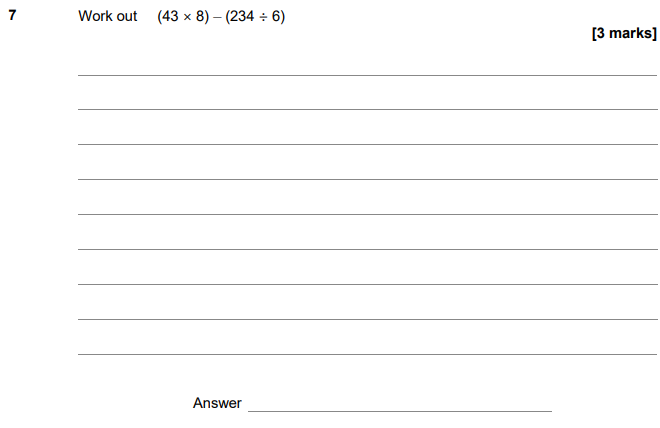 7 Work out (43 × 8) – (234 ÷ 6)
[3 marks]
Answer